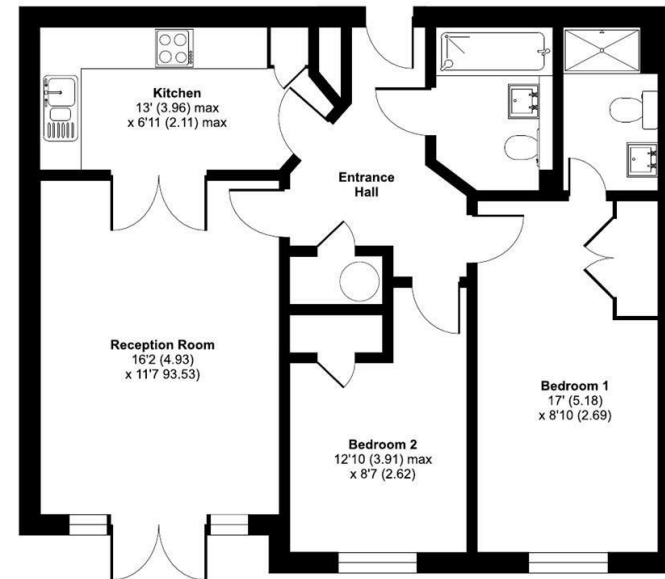 Kitchen
13' (3.96) max
x 6'11 (2.11) max
Entrance
Hall
Reception Room
16'2 (4.93)
x 11'7 93.53)
Bedroom 1
17' (5.18)
x 8'10 (2.69)
Bedroom 2
12'10 (3.91) max
x 8'7 (2.62)